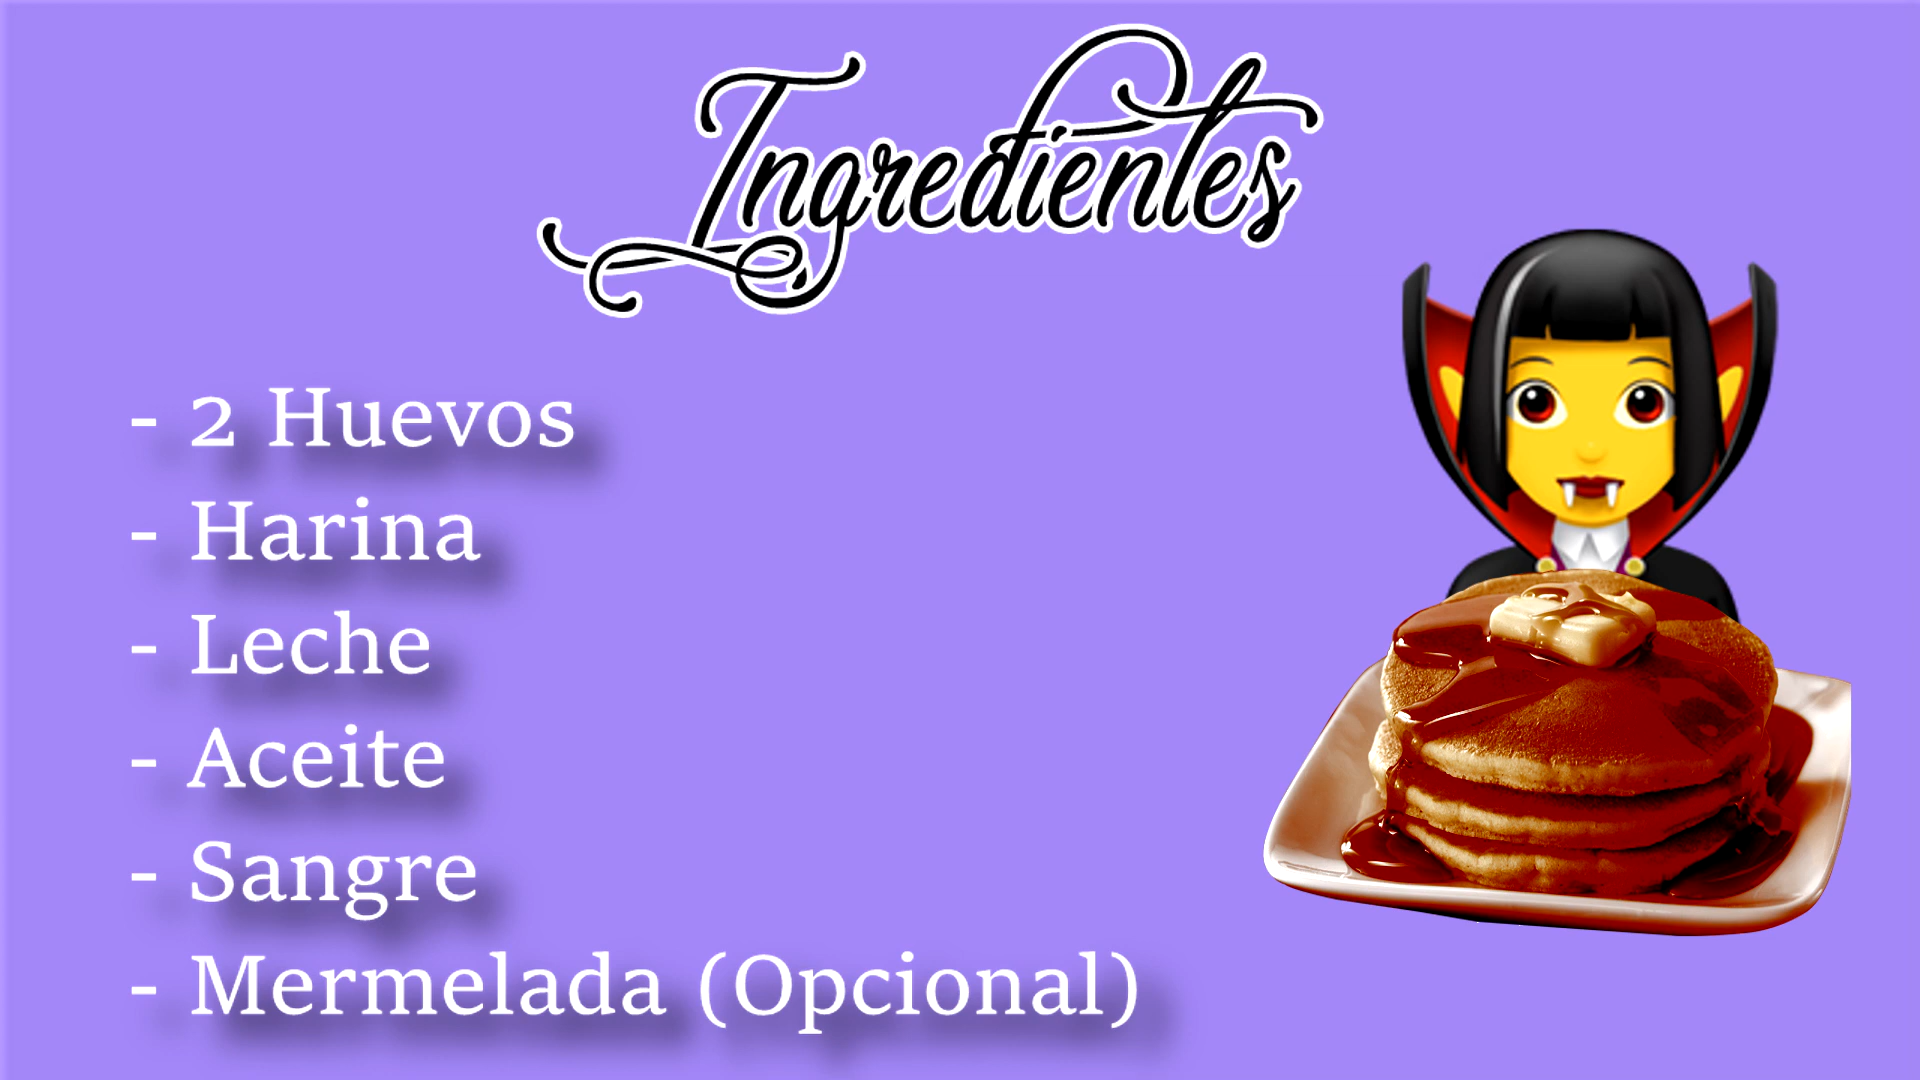 Ingredientes
- 2 Huevos
- Harina
- Leche
- Aceite
- Sangre
- Mermelada (Opcional)